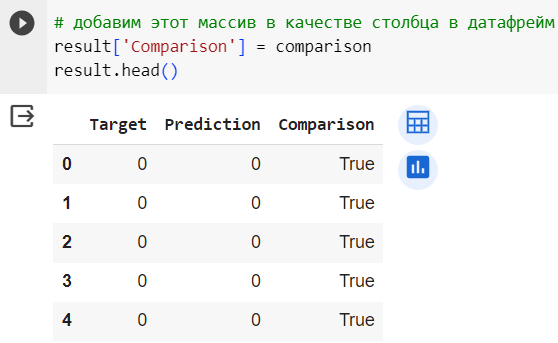 # добавим этот массив в качестве столбца в датафрейм
result['Comparison'] = comparison
result.head()
Target Prediction Comparison
0 0 0 True
1 0 0 True
2 0 0 True
3 0 0 True
4 0 0 True